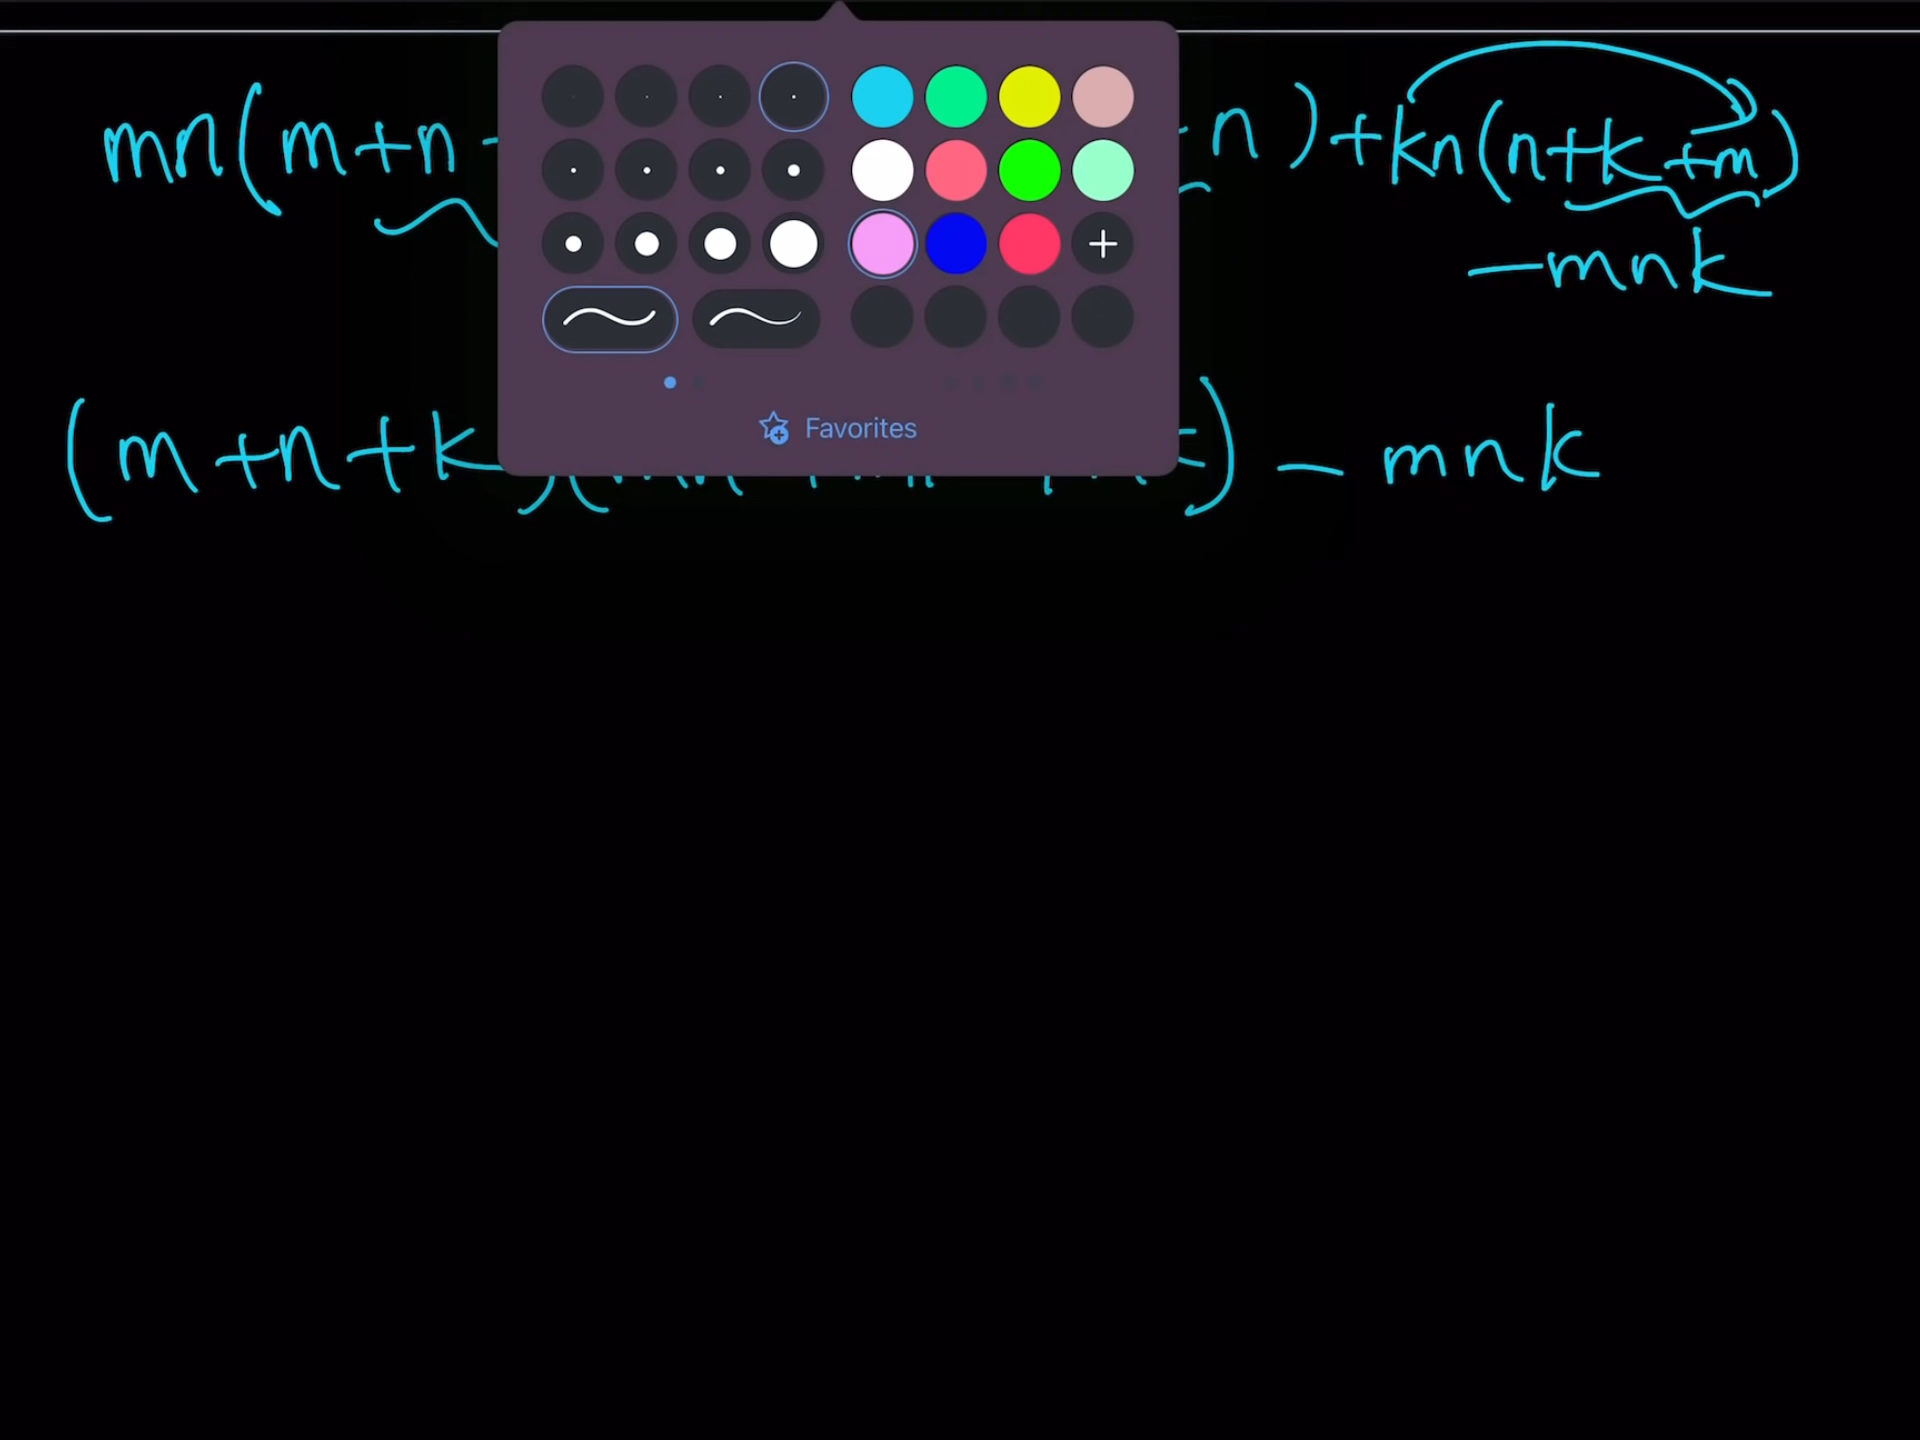 mn(m+n - n)+kn(n+k+m)
-mnk
Favorites
(m+n+k)( ) - mnk